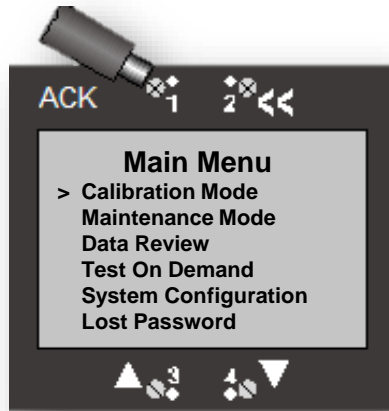 ACK 1 2 <<
Main Menu
> Calibration Mode
Maintenance Mode
Data Review
Test On Demand
System Configuration
Lost Password
3 4